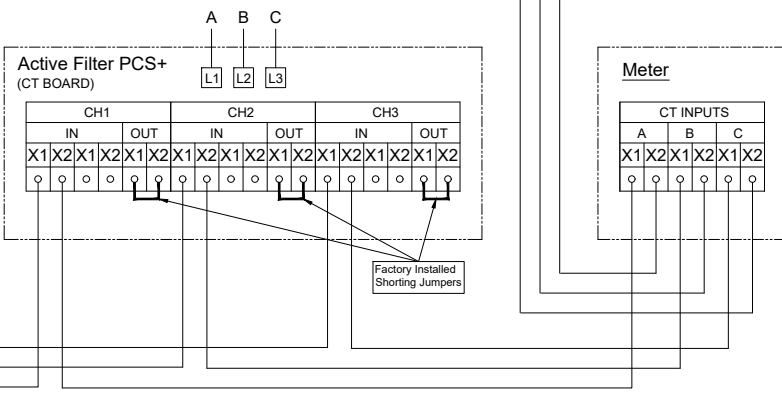 A B C
Active Filter PCS+
(CT BOARD)
L1 L2 L3
CH1 CH2 CH3
IN OUT IN OUT IN OUT
X1 X2 X1 X2 X1 X2 X1 X2 X1 X2 X1 X2 X1 X2 X1 X2 X1 X2
Factory Installed
Shorting Jumpers
Meter
CT INPUTS
A B C
X1 X2 X1 X2 X1 X2